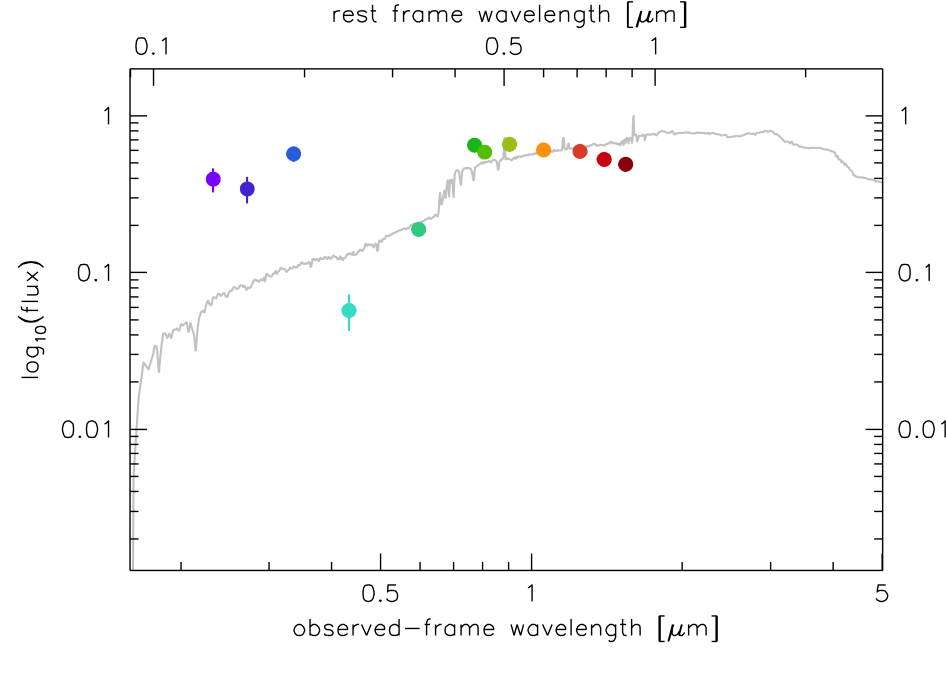 rest frame wavelength [μm]
0.1 0.5 1
1 1
0.1 0.1
0.01 0.01
log10(flux)
0.5 1 5
observed-frame wavelength [μm]